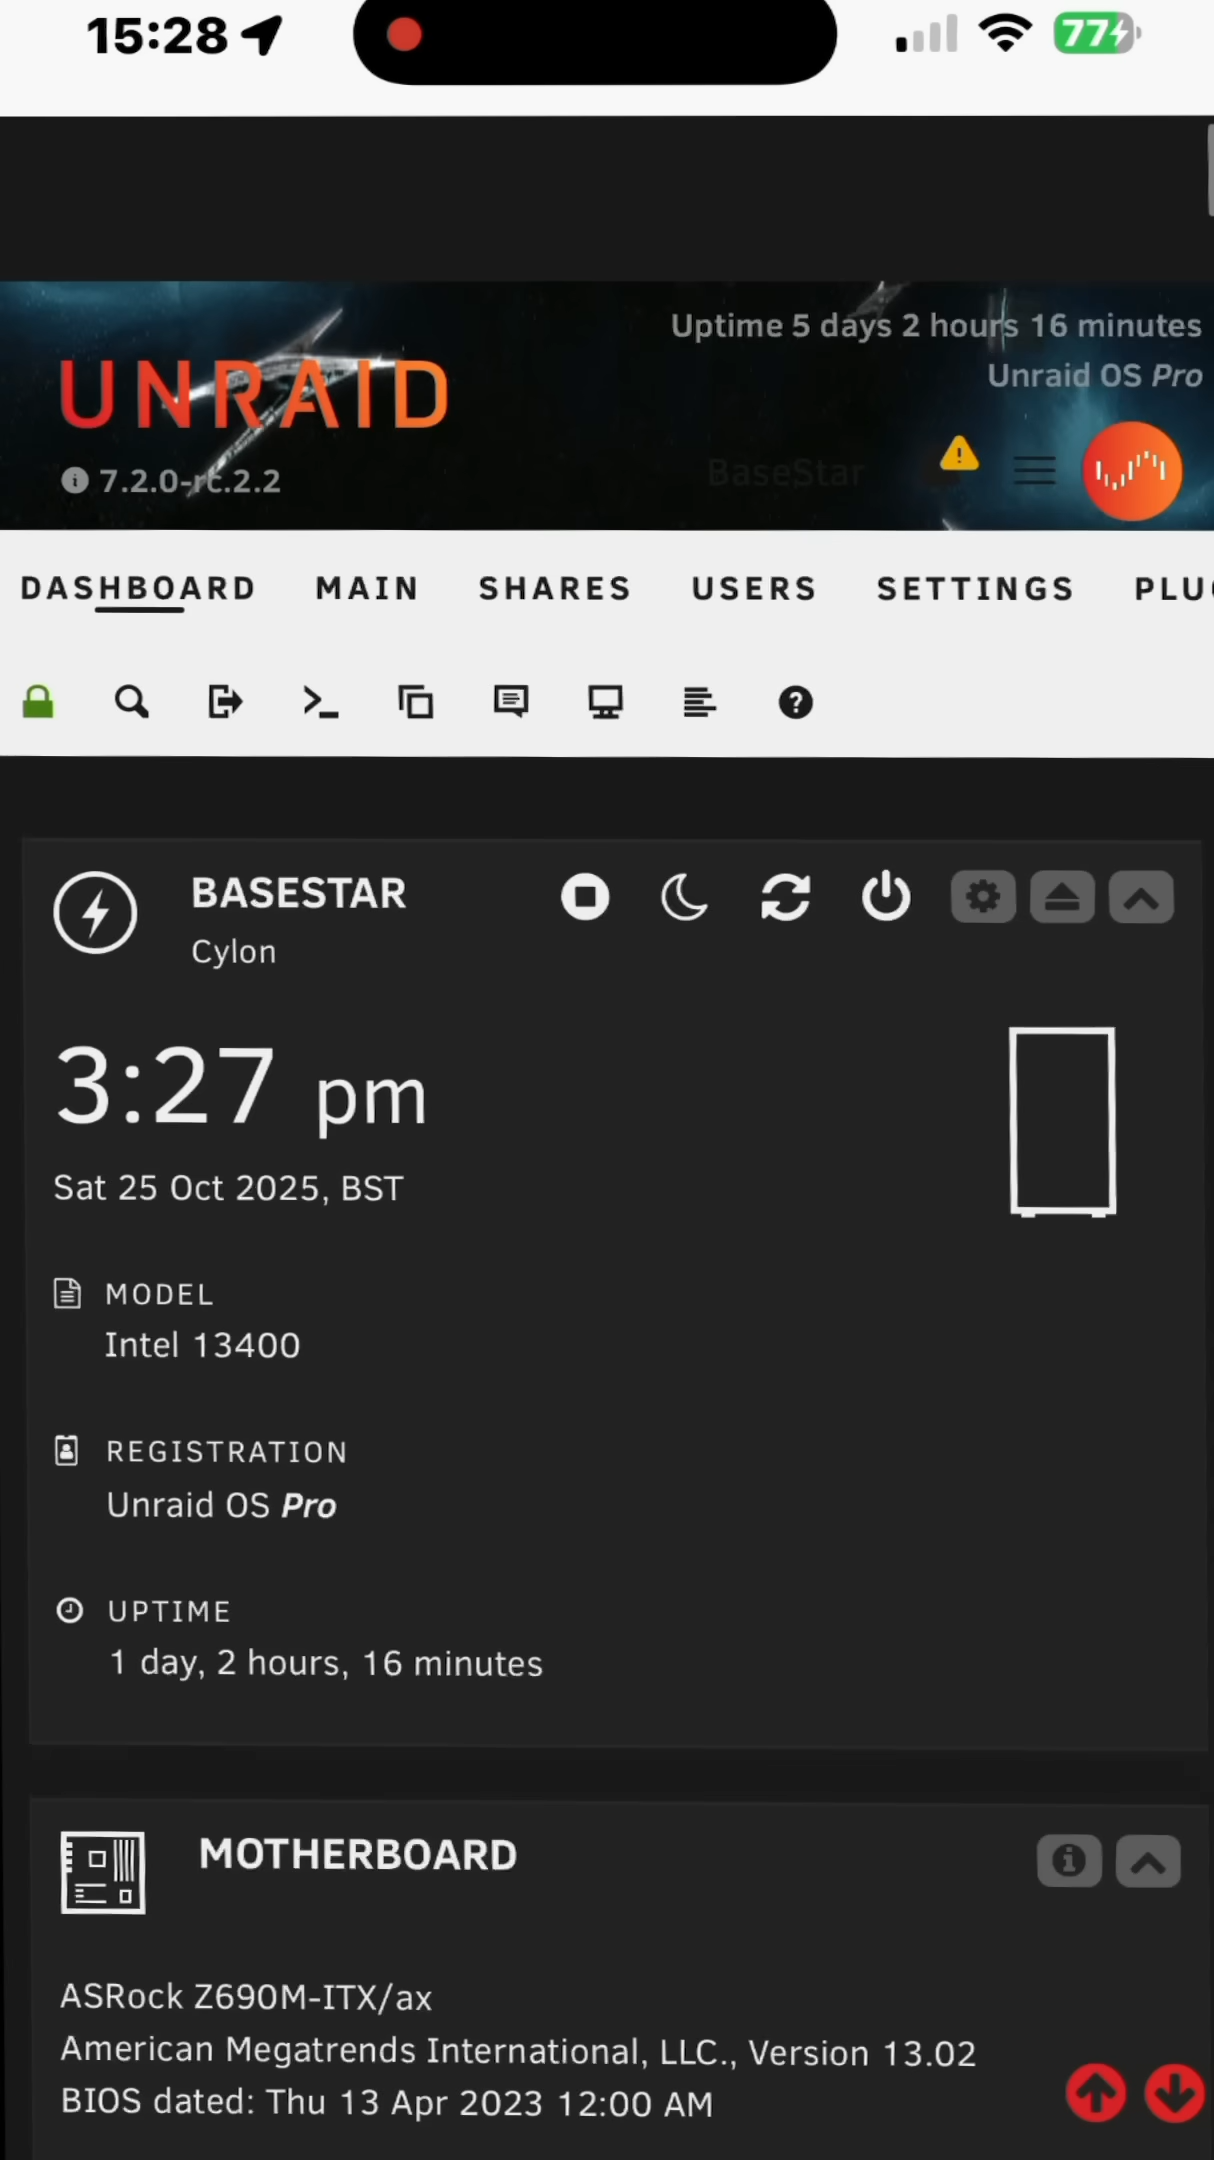 15:28
77
Uptime 5 days 2 hours 16 minutes
UNRAID
Unraid OS Pro
7.2.0-rc.2.2
BaseStar
DASHBOARD MAIN SHARES USERS SETTINGS PLU
BASESTAR
Cylon
3:27 pm
Sat 25 Oct 2025, BST
MODEL
Intel 13400
REGISTRATION
Unraid OS Pro
UPTIME
1 day, 2 hours, 16 minutes
MOTHERBOARD
ASRock Z690M-ITX/ax
American Megatrends International, LLC., Version 13.02
BIOS dated: Thu 13 Apr 2023 12:00 AM